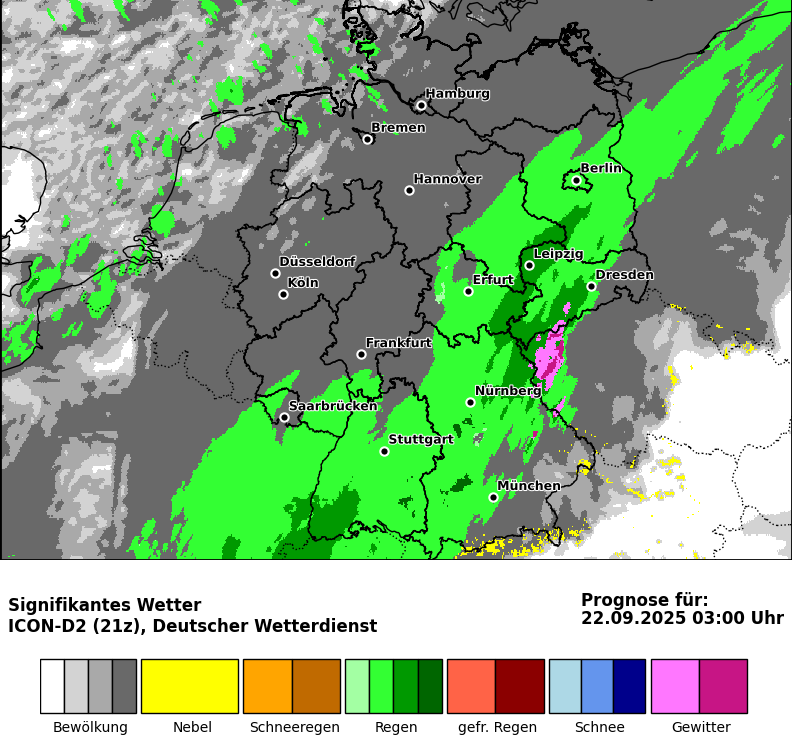 Hamburg
Bremen
Berlin
Hannover
Leipzig
Düsseldorf
Dresden
Erfurt
Köln
Frankfurt
Nürnberg
Saarbrücken
Stuttgart
München
Signifikantes Wetter
ICON-D2 (21z), Deutscher Wetterdienst
Prognose für:
22.09.2025 03:00 Uhr
Bewölkung Nebel Schneeregen Regen gefr. Regen Schnee Gewitter